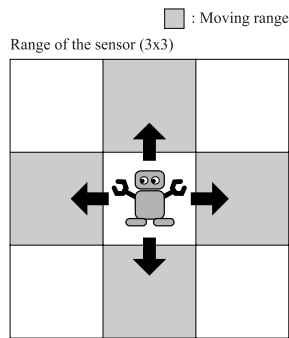 : Moving range
Range of the sensor (3x3)